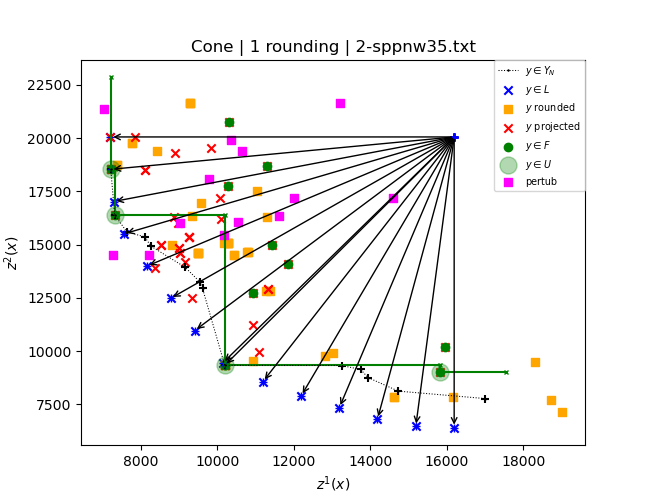 Cone | 1 rounding | 2-sppnw35.txt
22500
20000
17500
15000
12500
10000
7500
z²(x)
8000 10000 12000 14000 16000 18000
z¹(x)
y ∈ Y_N
y ∈ L
y rounded
y projected
y ∈ F
y ∈ U
pertub